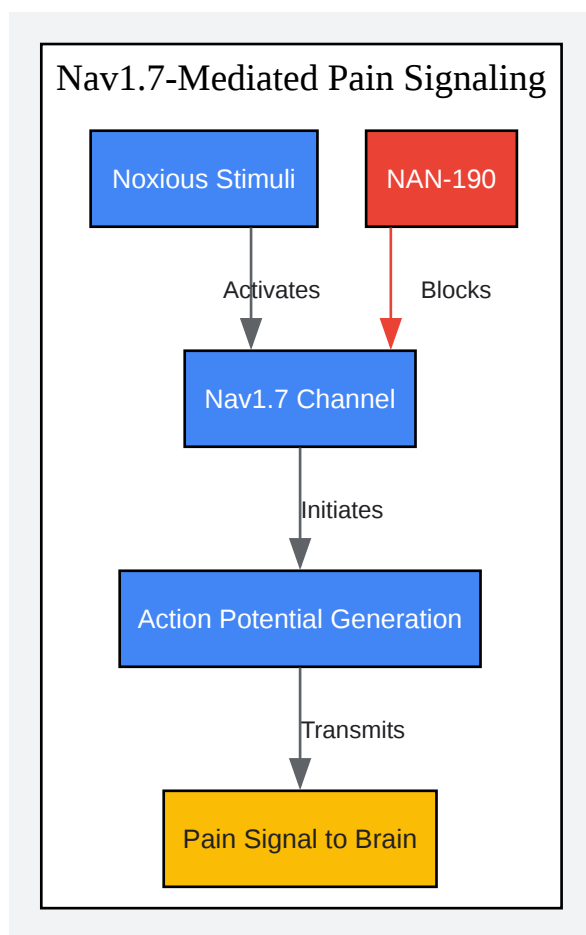 Nav1.7-Mediated Pain Signaling
Noxious Stimuli
NAN-190
Activates
Blocks
Nav1.7 Channel
Initiates
Action Potential Generation
Transmits
Pain Signal to Brain